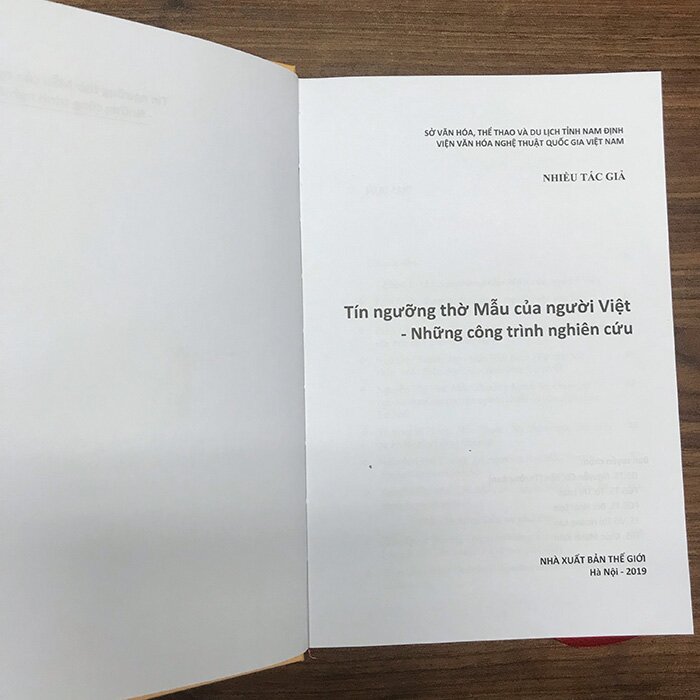 SỞ VĂN HÓA, THỂ THAO VÀ DU LỊCH TỈNH NAM ĐỊNH
VIỆN VĂN HÓA NGHỆ THUẬT QUỐC GIA VIỆT NAM
NHIỀU TÁC GIẢ
Tín ngưỡng thờ Mẫu của người Việt
- Những công trình nghiên cứu
NHÀ XUẤT BẢN THẾ GIỚI
Hà Nội - 2019